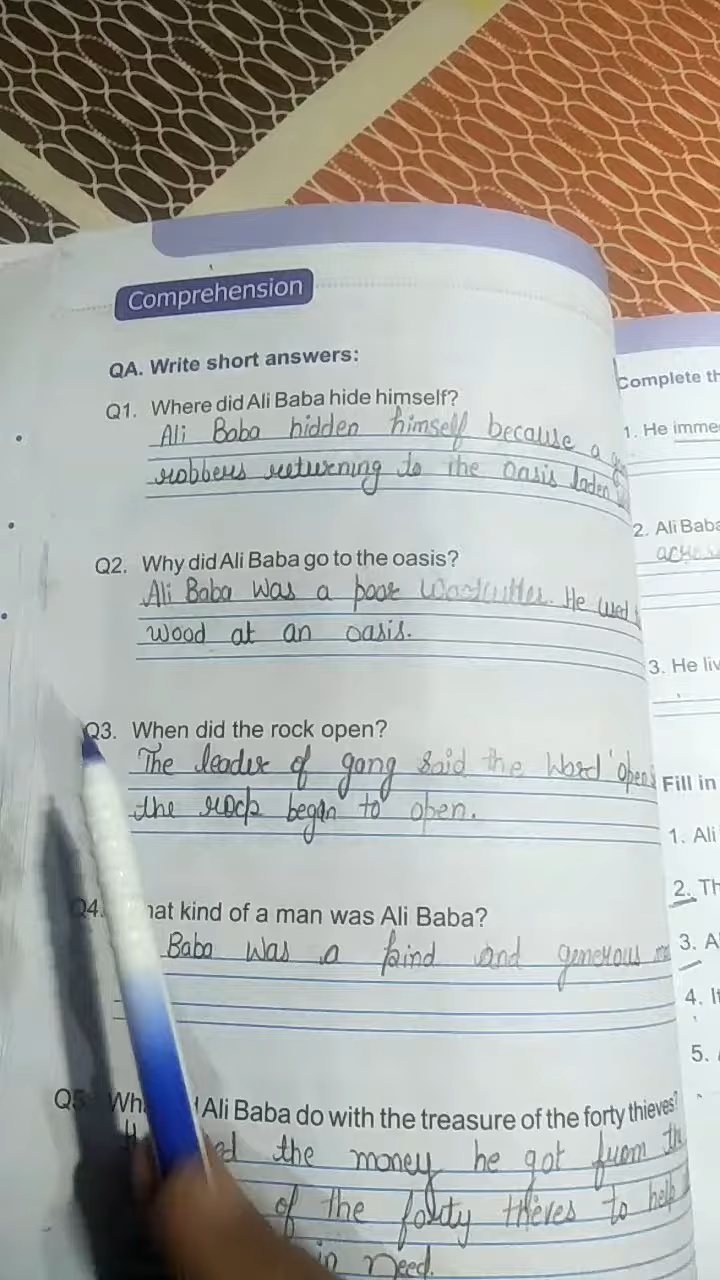 Comprehension
QA. Write short answers:
Q1. Where did Ali Baba hide himself?
Ali Baba hidden himself because a
robbers returning to the oasis laden
Q2. Why did Ali Baba go to the oasis?
Ali Baba was a poor woodcutter. He used
wood at an oasis.
Q3. When did the rock open?
The leader of gang said the word 'open
the rock began to open.
Q4. hat kind of a man was Ali Baba?
Baba was a kind and generous
Q5 Wh Ali Baba do with the treasure of the forty thieves?
the money he got from
of the forty thieves to help
in need.
Complete th
1. He imme
2. Ali Baba
3. He liv
Fill in
1. Ali
2. Th
3. A
4. It
5.